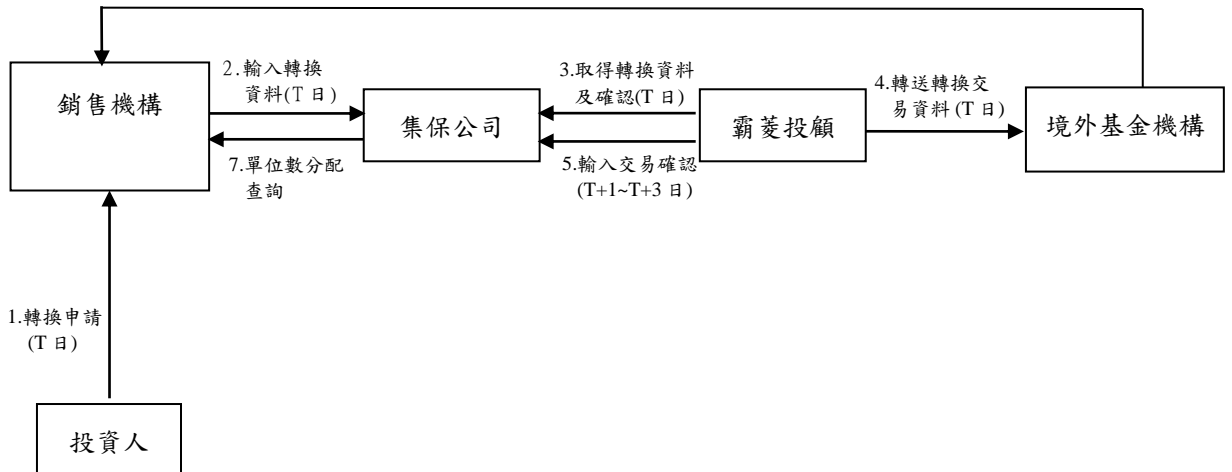 2.輸入轉換
資料(T 日)
3.取得轉換資料
及確認(T 日)
4.轉送轉換交
易資料(T 日)
銷售機構
集保公司
霸菱投顧
境外基金機構
7.單位數分配
查詢
5.輸入交易確認
(T+1~T+3 日)
1.轉換申請
(T 日)
投資人